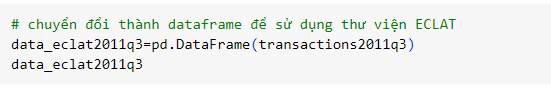 # chuyển đổi thành dataframe để sử dụng thư viện ECLAT
data_eclat2011q3=pd.DataFrame(transactions2011q3)
data_eclat2011q3